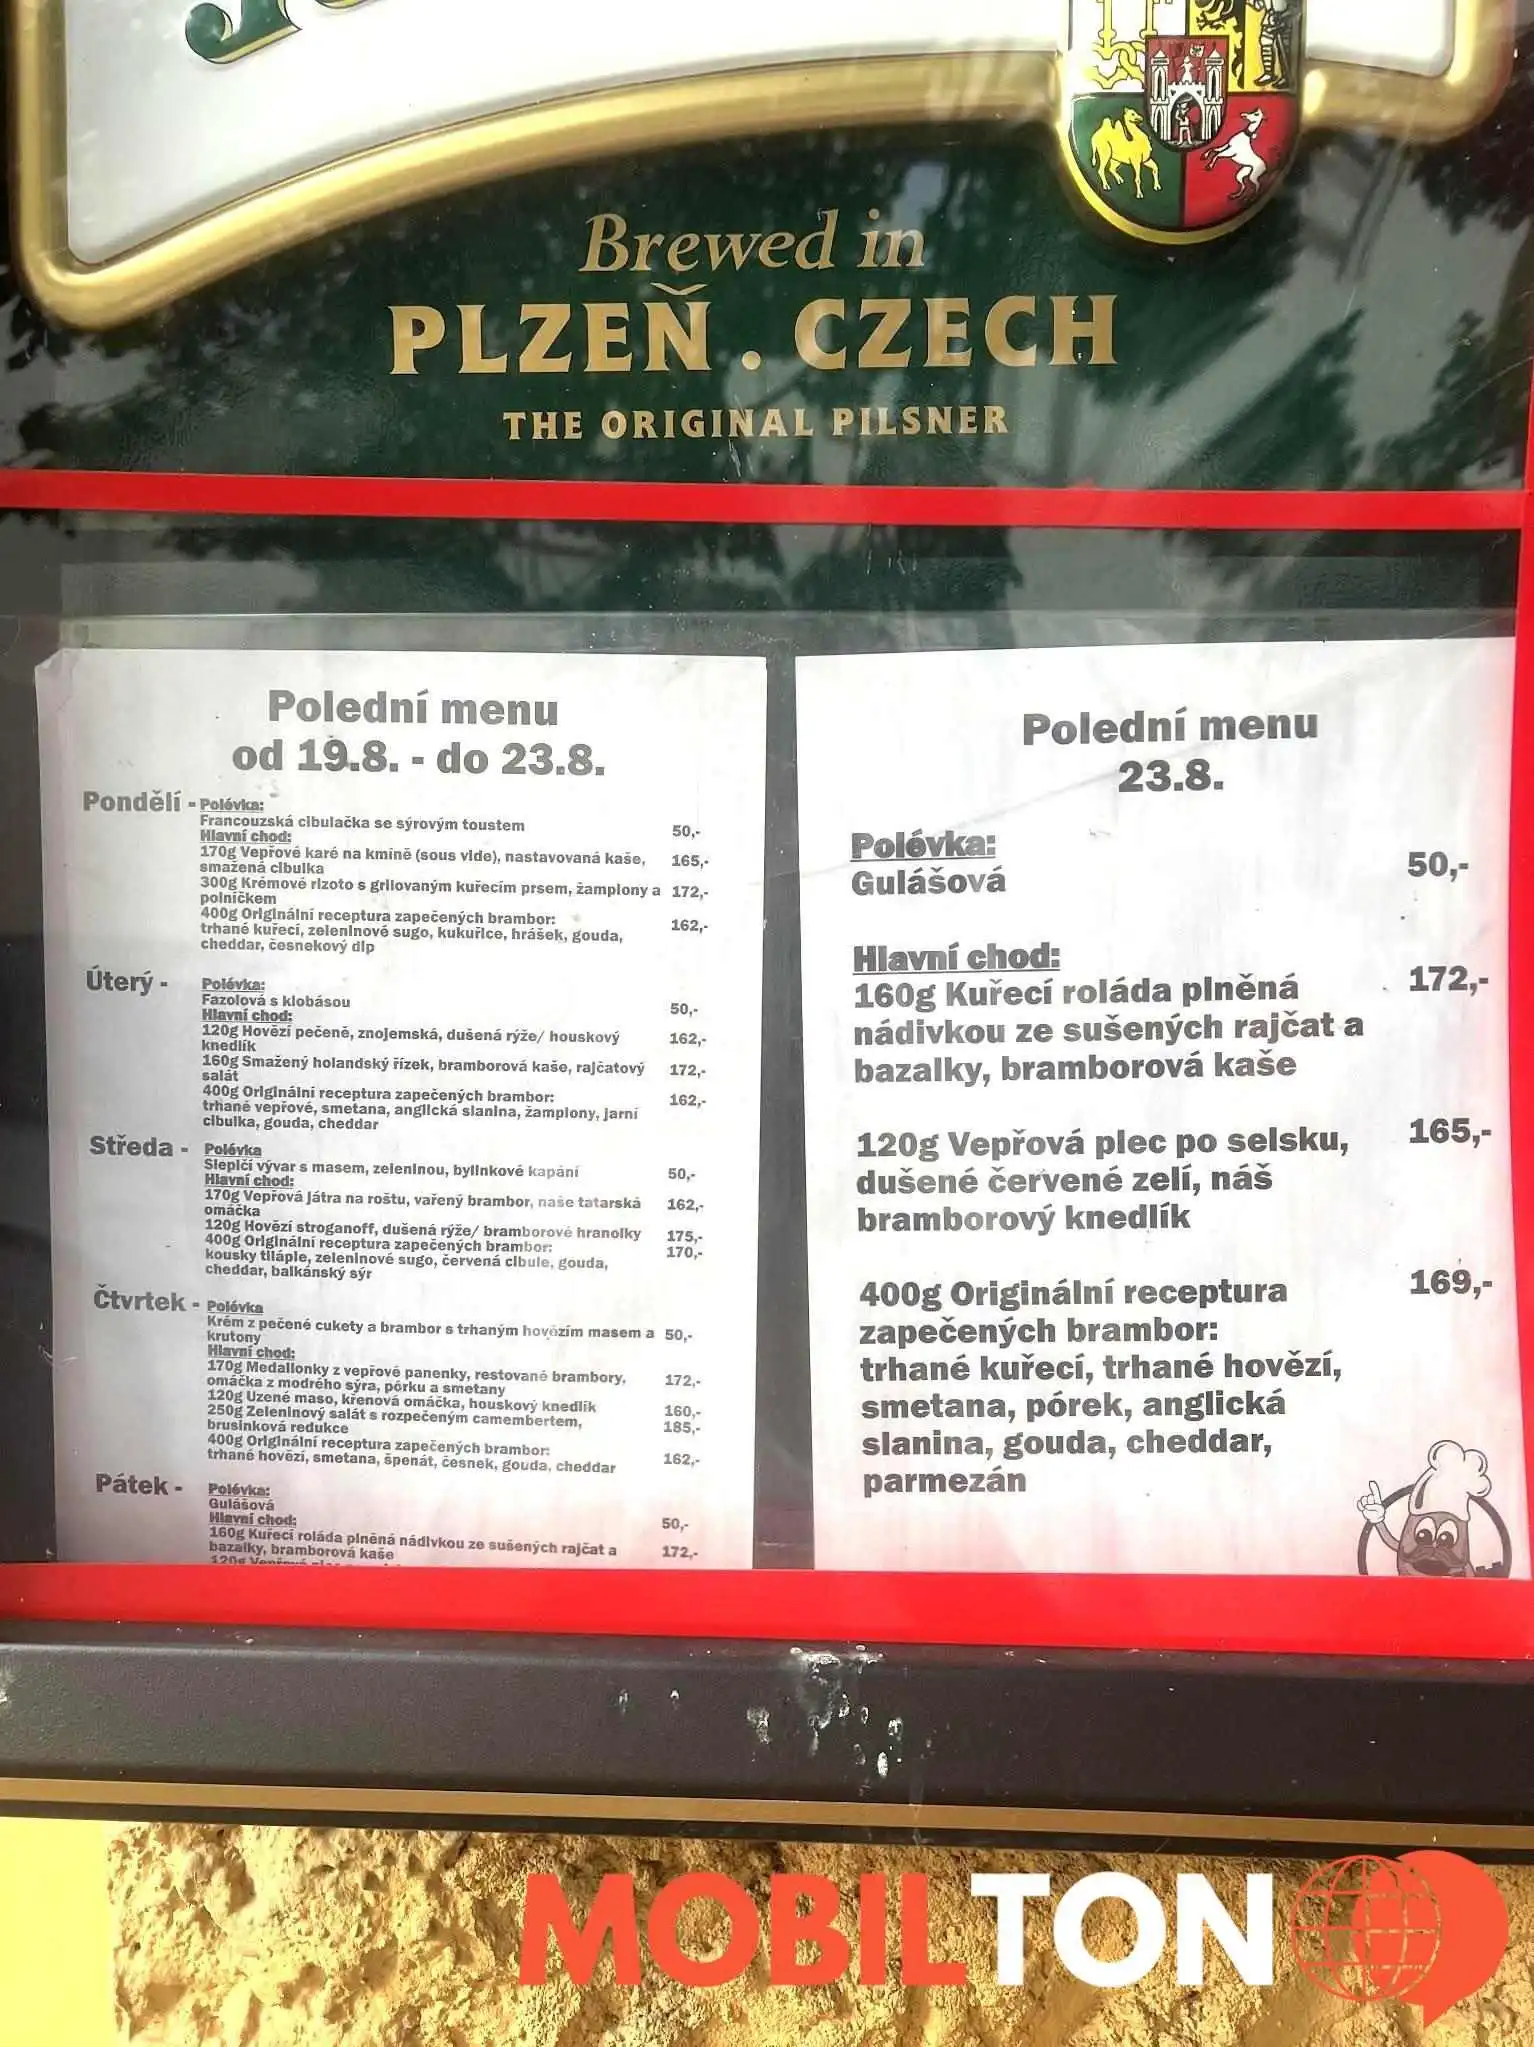 Brewed in
PLZEŇ . CZECH
THE ORIGINAL PILSNER
Polední menu
od 19.8. - do 23.8.
Pondělí - Polévka:
Francouzská cibulačka se sýrovým toustem 50,-
Hlavní chod:
170g Vepřové karé na kmíně (sous vide), nastavovaná kaše, 165,-
smažená cibulka
300g Krémové rizoto s grilovaným kuřecím prsem, žampiony a 172,-
polníčkem
400g Originální receptura zapečených brambor: 162,-
trhané kuřecí, zeleninové sugo, kukuřice, hrášek, gouda,
cheddar, česnekový dip
Úterý - Polévka:
Fazolová s klobásou 50,-
Hlavní chod:
120g Hovězí pečeně, znojemská, dušená rýže/ houskový 162,-
knedlík
160g Smažený holandský řízek, bramborová kaše, rajčatový 172,-
salát
400g Originální receptura zapečených brambor: 162,-
trhané vepřové, smetana, anglická slanina, žampiony, jarní
cibulka, gouda, cheddar
Středa - Polévka
Slepičí vývar s masem, zeleninou, bylinkové kapání 50,-
Hlavní chod:
170g Vepřová játra na roštu, vařený brambor, naše tatarská 162,-
omáčka
120g Hovězí stroganoff, dušená rýže/ bramborové hranolky 175,-
400g Originální receptura zapečených brambor: 170,-
kousky tiláple, zeleninové sugo, červená cibule, gouda,
cheddar, balkánský sýr
Čtvrtek - Polévka
Krém z pečené cukety a brambor s trhaným hovězím masem a 50,-
krutony
Hlavní chod:
170g Medailonky z vepřové panenky, restované brambory, 172,-
omáčka z modrého sýra, pórku a smetany
120g Uzené maso, křenová omáčka, houskový knedlík 160,-
250g Zeleninový salát s rozpečeným camembertem, 185,-
brusinková redukce
400g Originální receptura zapečených brambor: 162,-
trhané hovězí, smetana, špenát, česnek, gouda, cheddar
Pátek - Polévka:
Gulášová 50,-
Hlavní chod:
160g Kuřecí roláda plněná nádivkou ze sušených rajčat a 172,-
bazalky, bramborová kaše
120g Vepřová
Polední menu
23.8.
Polévka:
Gulášová 50,-
Hlavní chod:
160g Kuřecí roláda plněná 172,-
nádivkou ze sušených rajčat a
bazalky, bramborová kaše
120g Vepřová plec po selsku, 165,-
dušené červené zelí, náš
bramborový knedlík
400g Originální receptura 169,-
zapečených brambor:
trhané kuřecí, trhané hovězí,
smetana, pórek, anglická
slanina, gouda, cheddar,
parmezán
MOBILTON